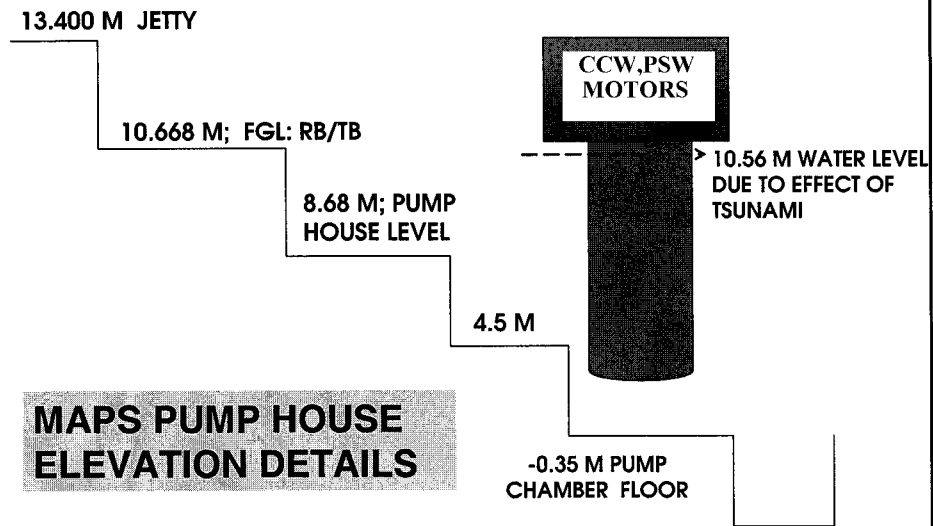 13.400 M JETTY
CCW,PSW
MOTORS
10.668 M; FGL: RB/TB
10.56 M WATER LEVEL
DUE TO EFFECT OF
TSUNAMI
8.68 M; PUMP
HOUSE LEVEL
4.5 M
MAPS PUMP HOUSE
ELEVATION DETAILS
-0.35 M PUMP
CHAMBER FLOOR